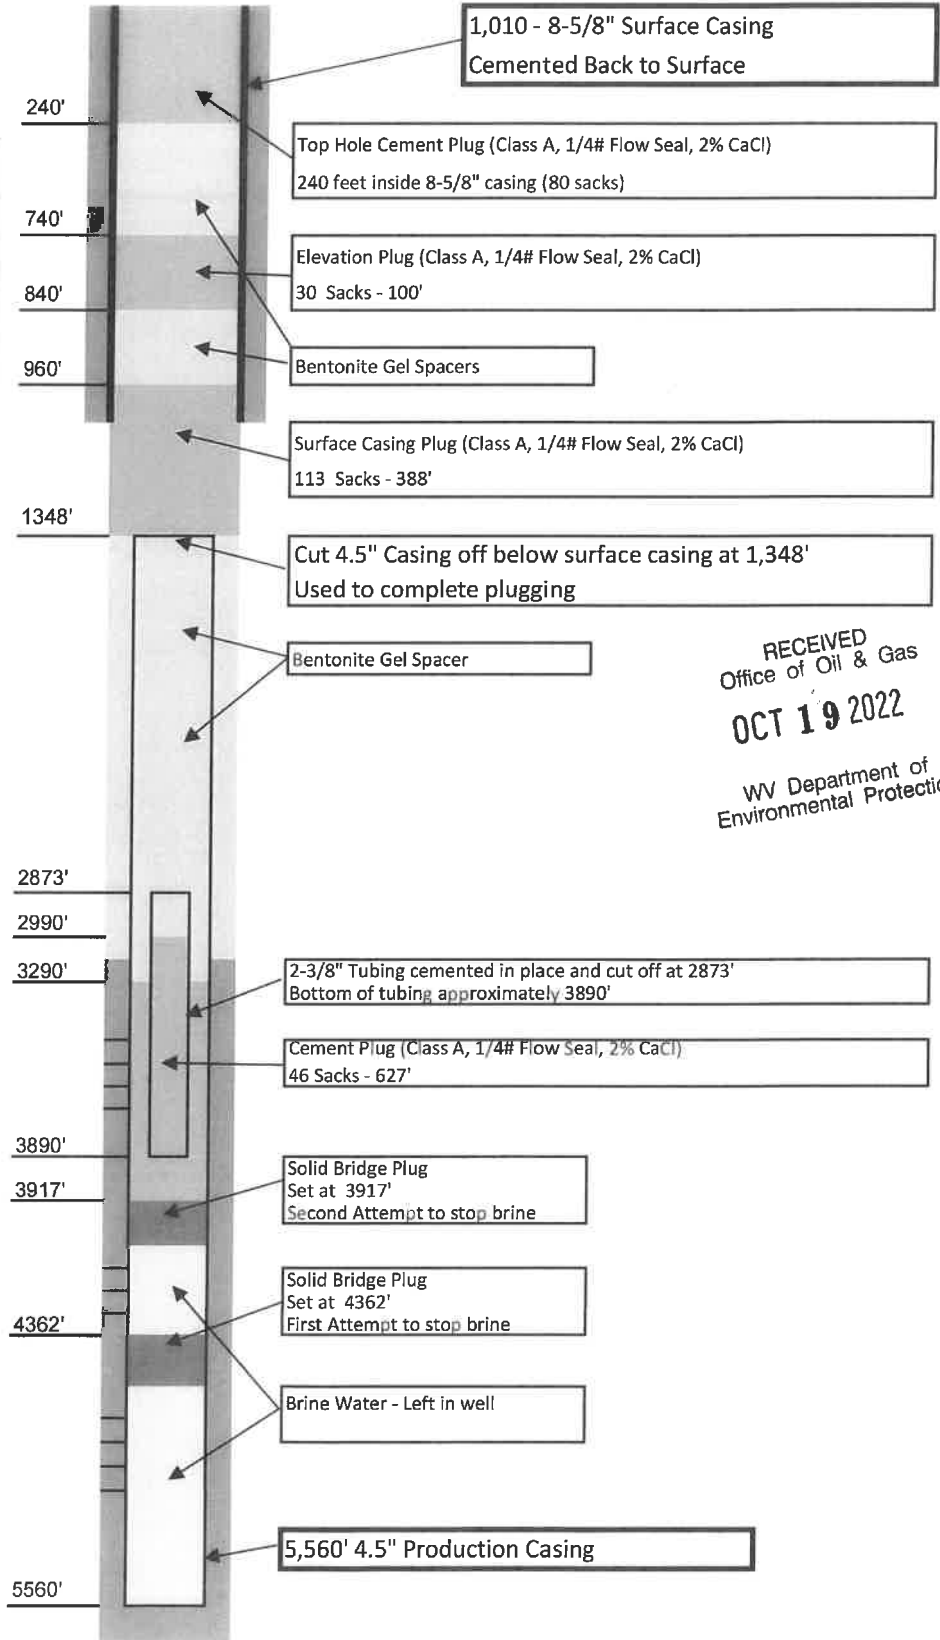 1,010 - 8-5/8" Surface Casing
Cemented Back to Surface
240'
Top Hole Cement Plug (Class A, 1/4# Flow Seal, 2% CaCl)
240 feet inside 8-5/8" casing (80 sacks)
740'
Elevation Plug (Class A, 1/4# Flow Seal, 2% CaCl)
30 Sacks - 100'
840'
Bentonite Gel Spacers
960'
Surface Casing Plug (Class A, 1/4# Flow Seal, 2% CaCl)
113 Sacks - 388'
1348'
Cut 4.5" Casing off below surface casing at 1,348'
Used to complete plugging
Bentonite Gel Spacer
RECEIVED
Office of Oil & Gas
OCT 19 2022
WV Department of
Environmental Protectio
2873'
2990'
3290'
2-3/8" Tubing cemented in place and cut off at 2873'
Bottom of tubing approximately 3890'
Cement Plug (Class A, 1/4# Flow Seal, 2% CaCl)
46 Sacks - 627'
3890'
3917'
Solid Bridge Plug
Set at 3917'
Second Attempt to stop brine
Solid Bridge Plug
Set at 4362'
First Attempt to stop brine
4362'
Brine Water - Left in well
5,560' 4.5" Production Casing
5560'